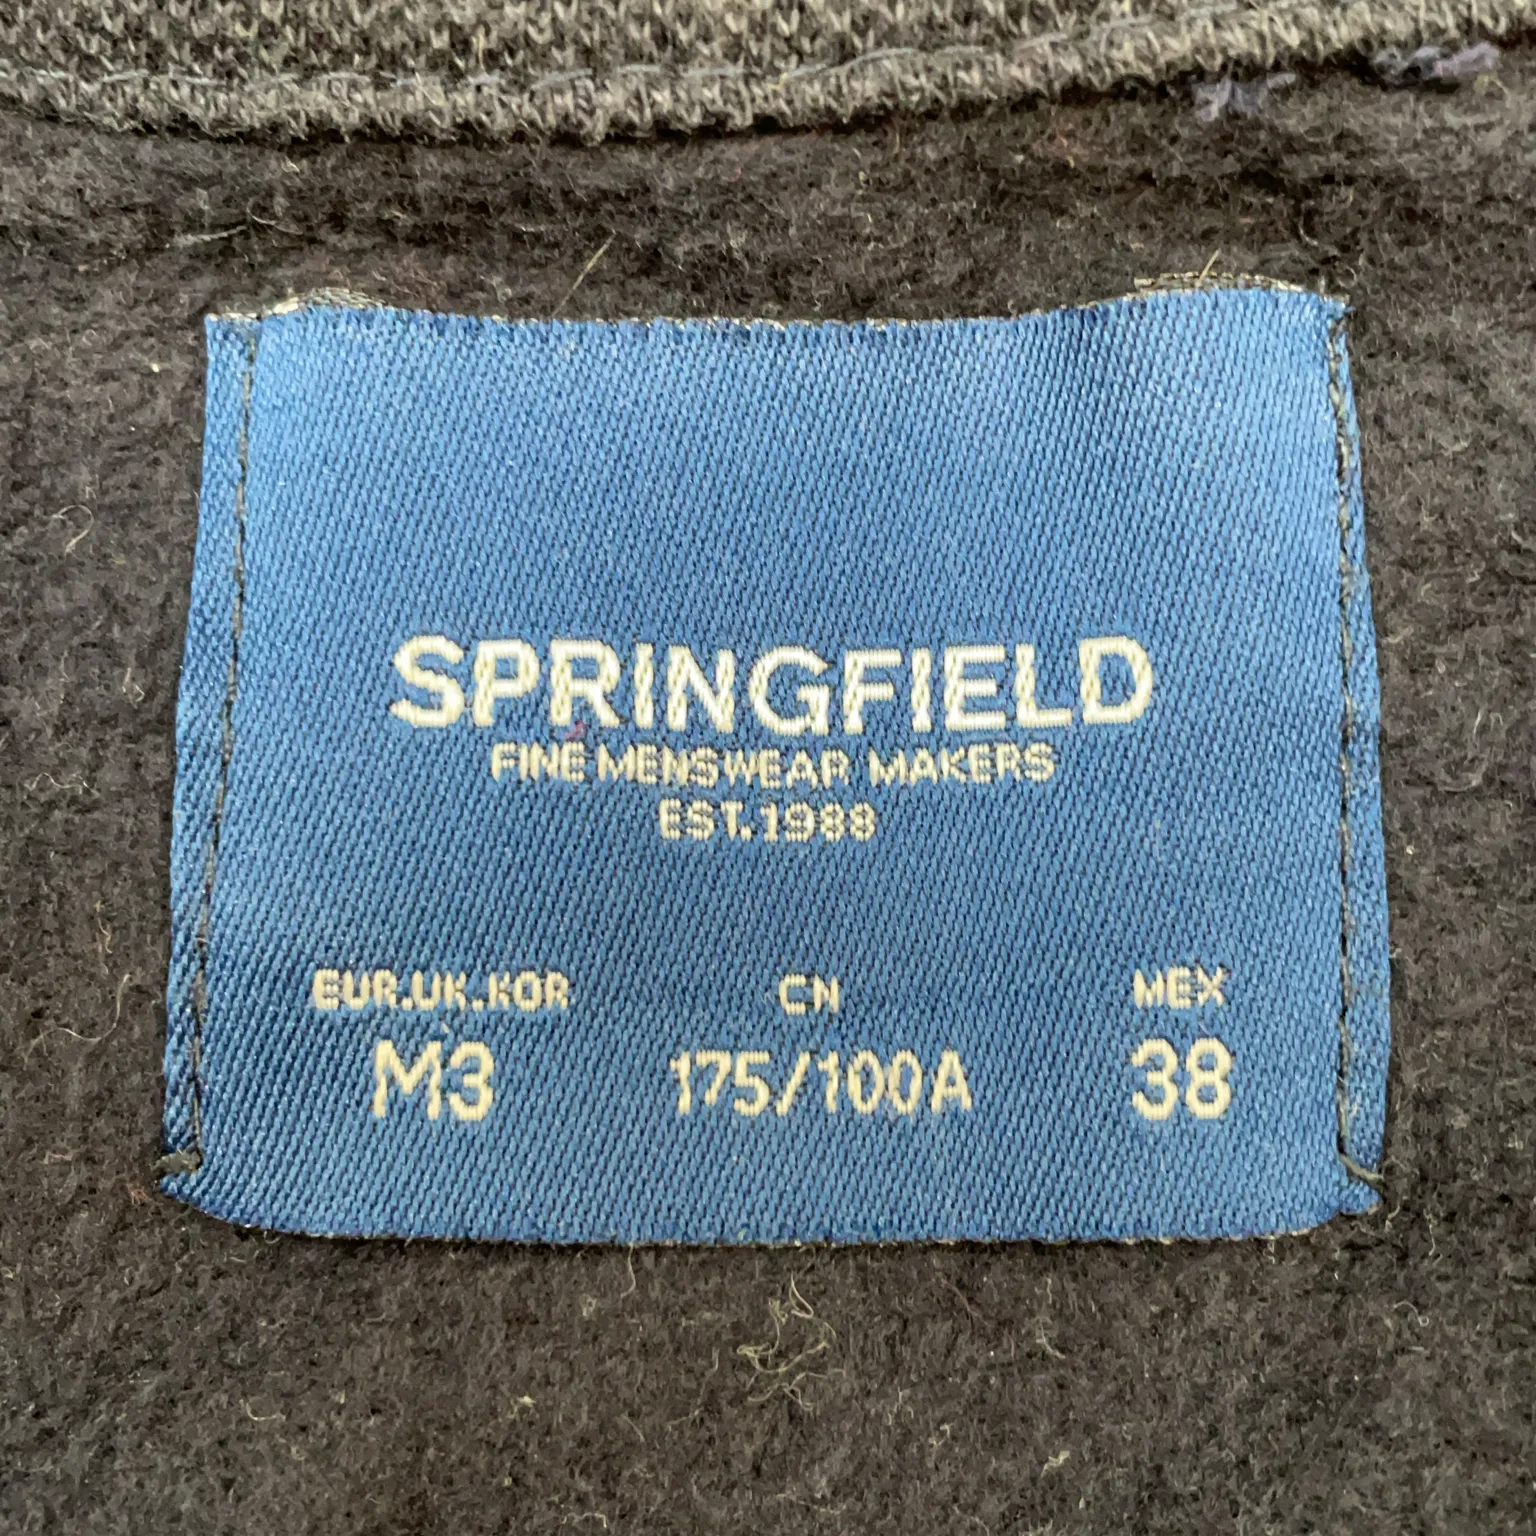 SPRINGFIELD
FINE MENSWEAR MAKERS
EST.1988
EUR.UK.KOR CN MEX
M3 175/100A 38